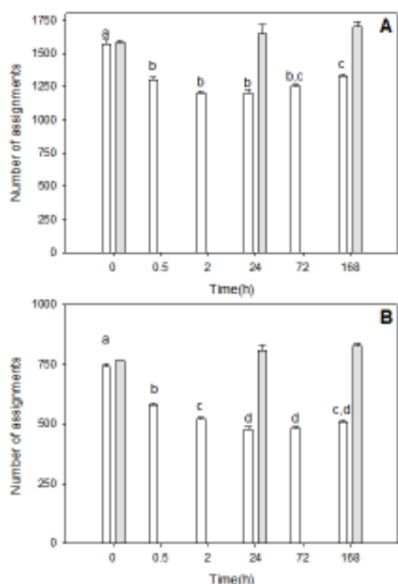 A
1750
1500
1250
1000
750
500
250
0
Number of assignments
a
b
b
b
b,c
c
0 0.5 2 24 72 168
Time(h)
B
1000
750
500
250
0
Number of assignments
a
b
c
d
d
c,d
0 0.5 2 24 72 168
Time(h)